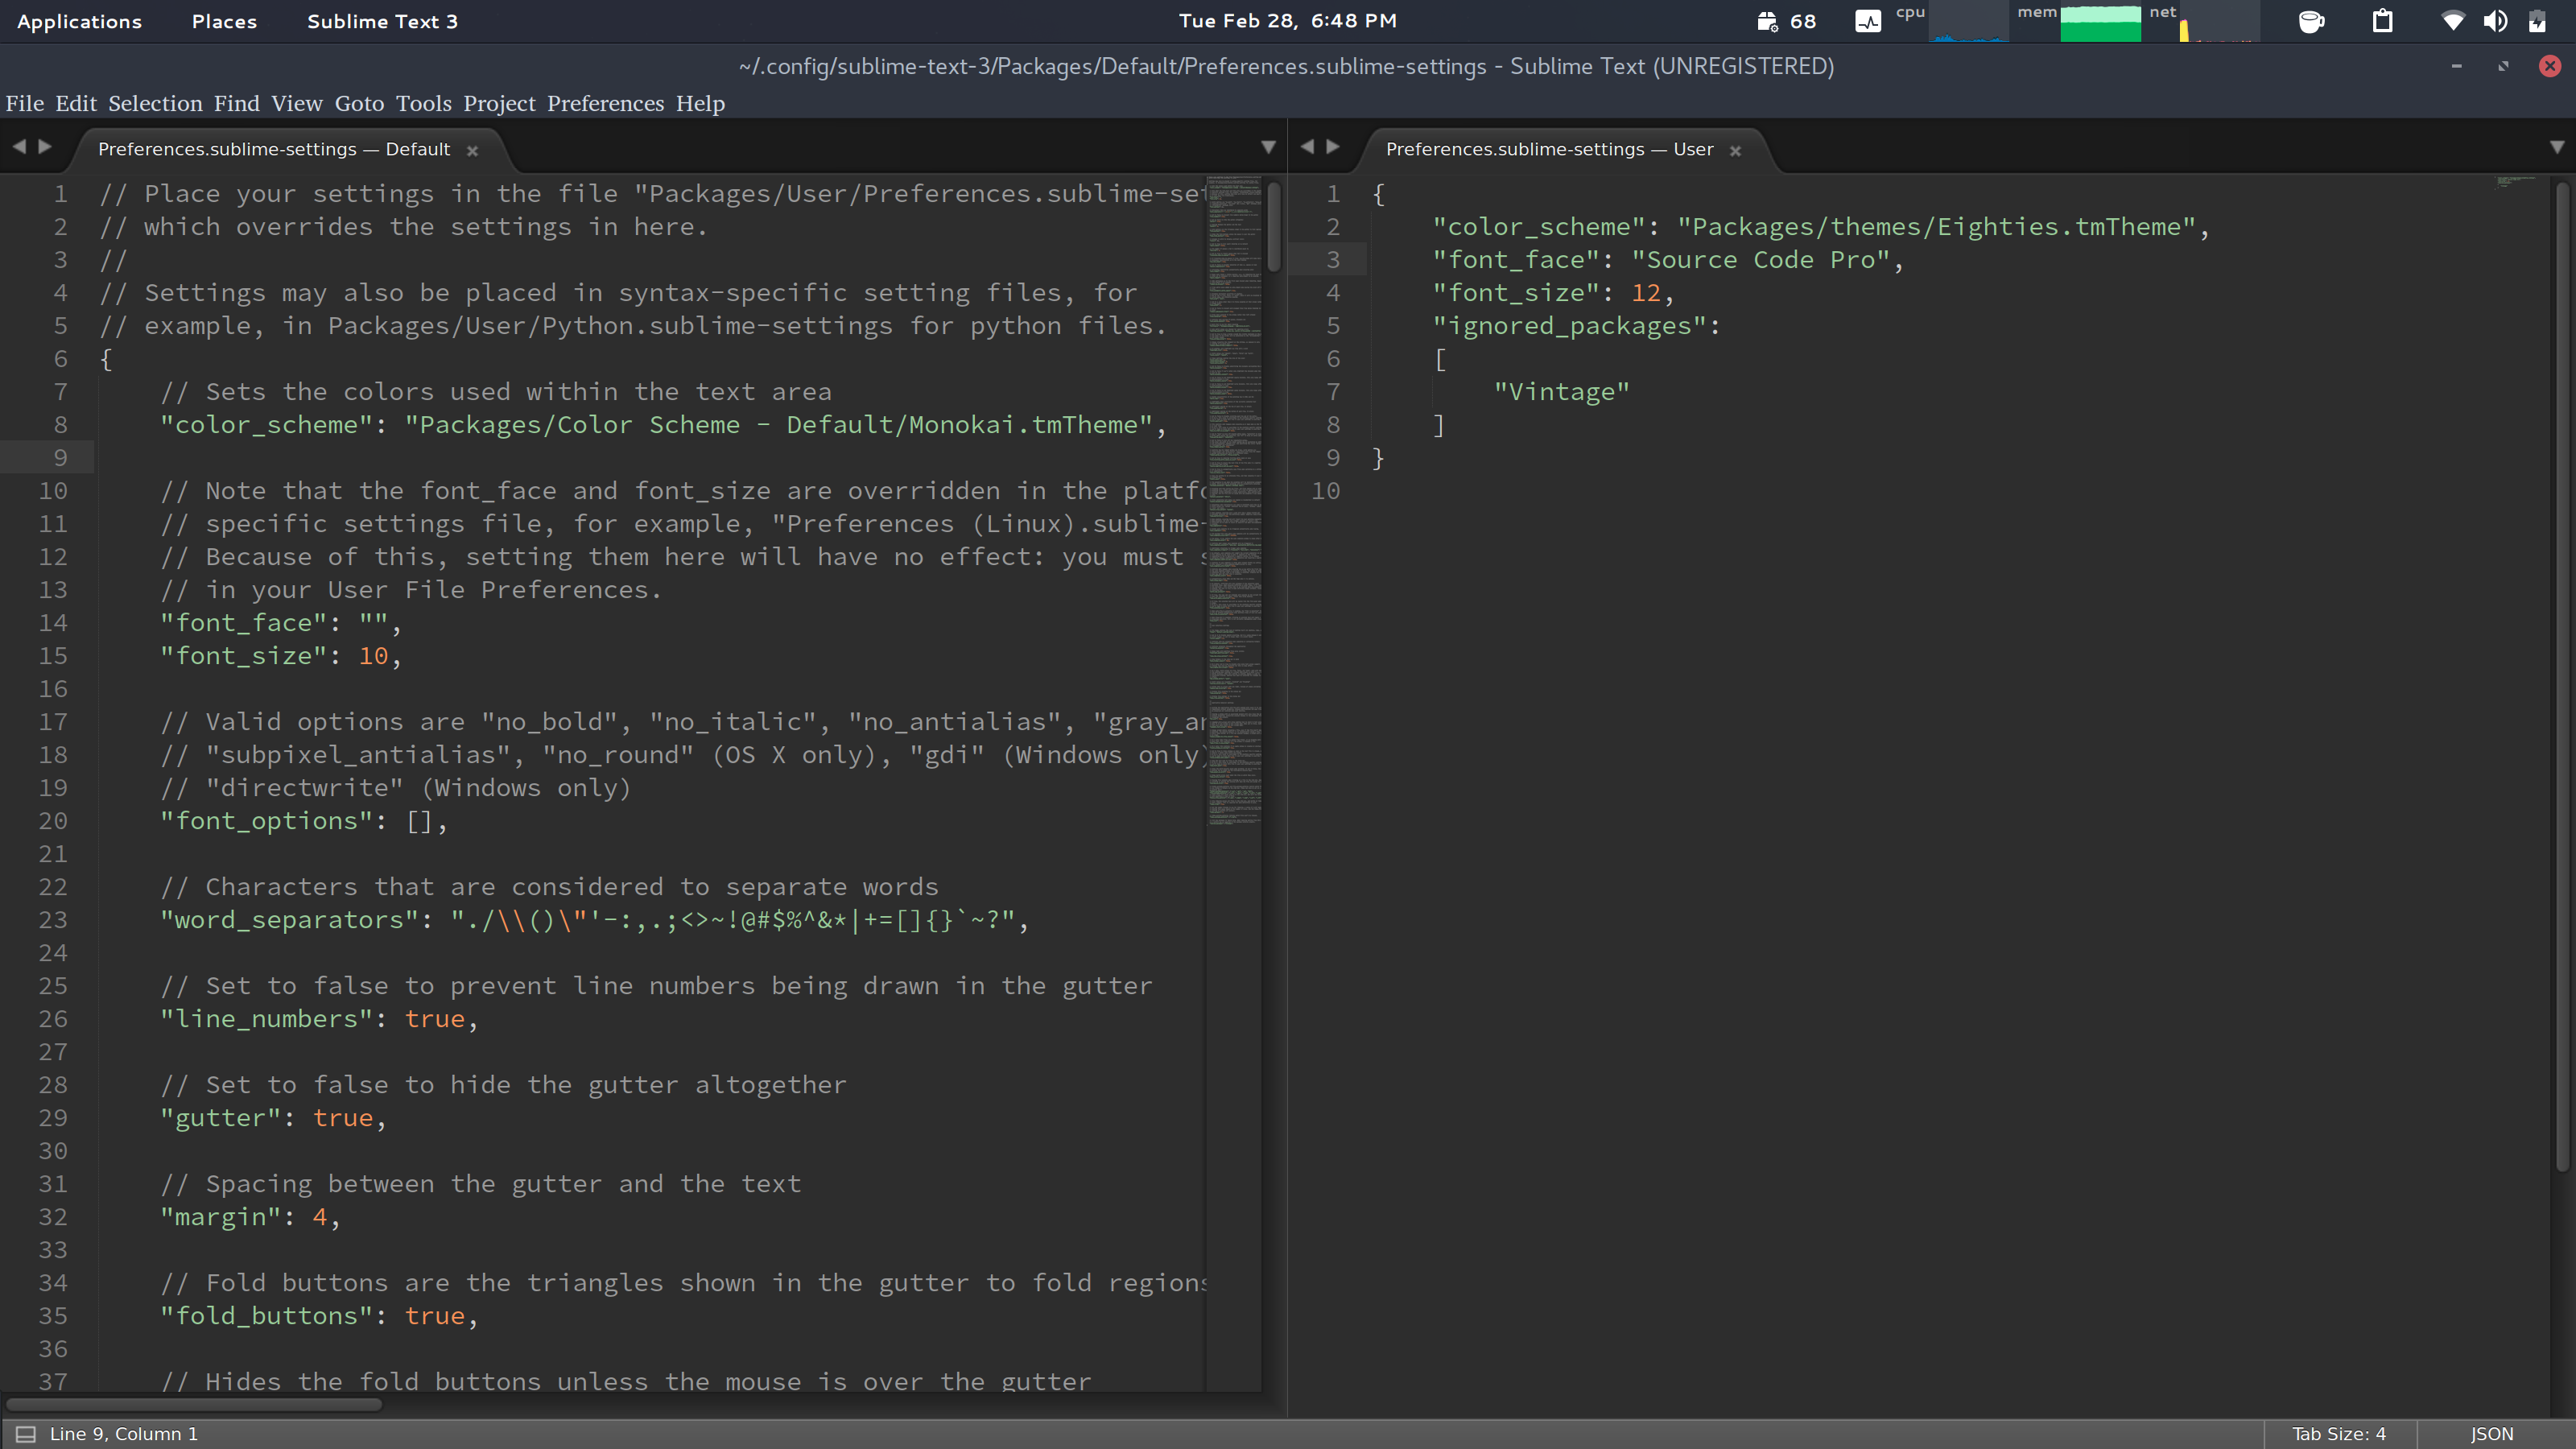 Applications Places Sublime Text 3 Tue Feb 28, 6:48 PM 68 cpu mem net
~/.config/sublime-text-3/Packages/Default/Preferences.sublime-settings - Sublime Text (UNREGISTERED)
File Edit Selection Find View Goto Tools Project Preferences Help
Preferences.sublime-settings — Default
1 // Place your settings in the file "Packages/User/Preferences.sublime-set
2 // which overrides the settings in here.
3 //
4 // Settings may also be placed in syntax-specific setting files, for
5 // example, in Packages/User/Python.sublime-settings for python files.
6 {
7 // Sets the colors used within the text area
8 "color_scheme": "Packages/Color Scheme - Default/Monokai.tmTheme",
9
10 // Note that the font_face and font_size are overridden in the platfo
11 // specific settings file, for example, "Preferences (Linux).sublime-
12 // Because of this, setting them here will have no effect: you must s
13 // in your User File Preferences.
14 "font_face": "",
15 "font_size": 10,
16
17 // Valid options are "no_bold", "no_italic", "no_antialias", "gray_an
18 // "subpixel_antialias", "no_round" (OS X only), "gdi" (Windows only)
19 // "directwrite" (Windows only)
20 "font_options": [],
21
22 // Characters that are considered to separate words
23 "word_separators": "./\\()\"'-:,.;<>~!@#$%^&*|+=[]{}`~?",
24
25 // Set to false to prevent line numbers being drawn in the gutter
26 "line_numbers": true,
27
28 // Set to false to hide the gutter altogether
29 "gutter": true,
30
31 // Spacing between the gutter and the text
32 "margin": 4,
33
34 // Fold buttons are the triangles shown in the gutter to fold regions
35 "fold_buttons": true,
36
37 // Hides the fold buttons unless the mouse is over the gutter
Preferences.sublime-settings — User
1 {
2 "color_scheme": "Packages/themes/Eighties.tmTheme",
3 "font_face": "Source Code Pro",
4 "font_size": 12,
5 "ignored_packages":
6 [
7 "Vintage"
8 ]
9 }
10
Line 9, Column 1 Tab Size: 4 JSON